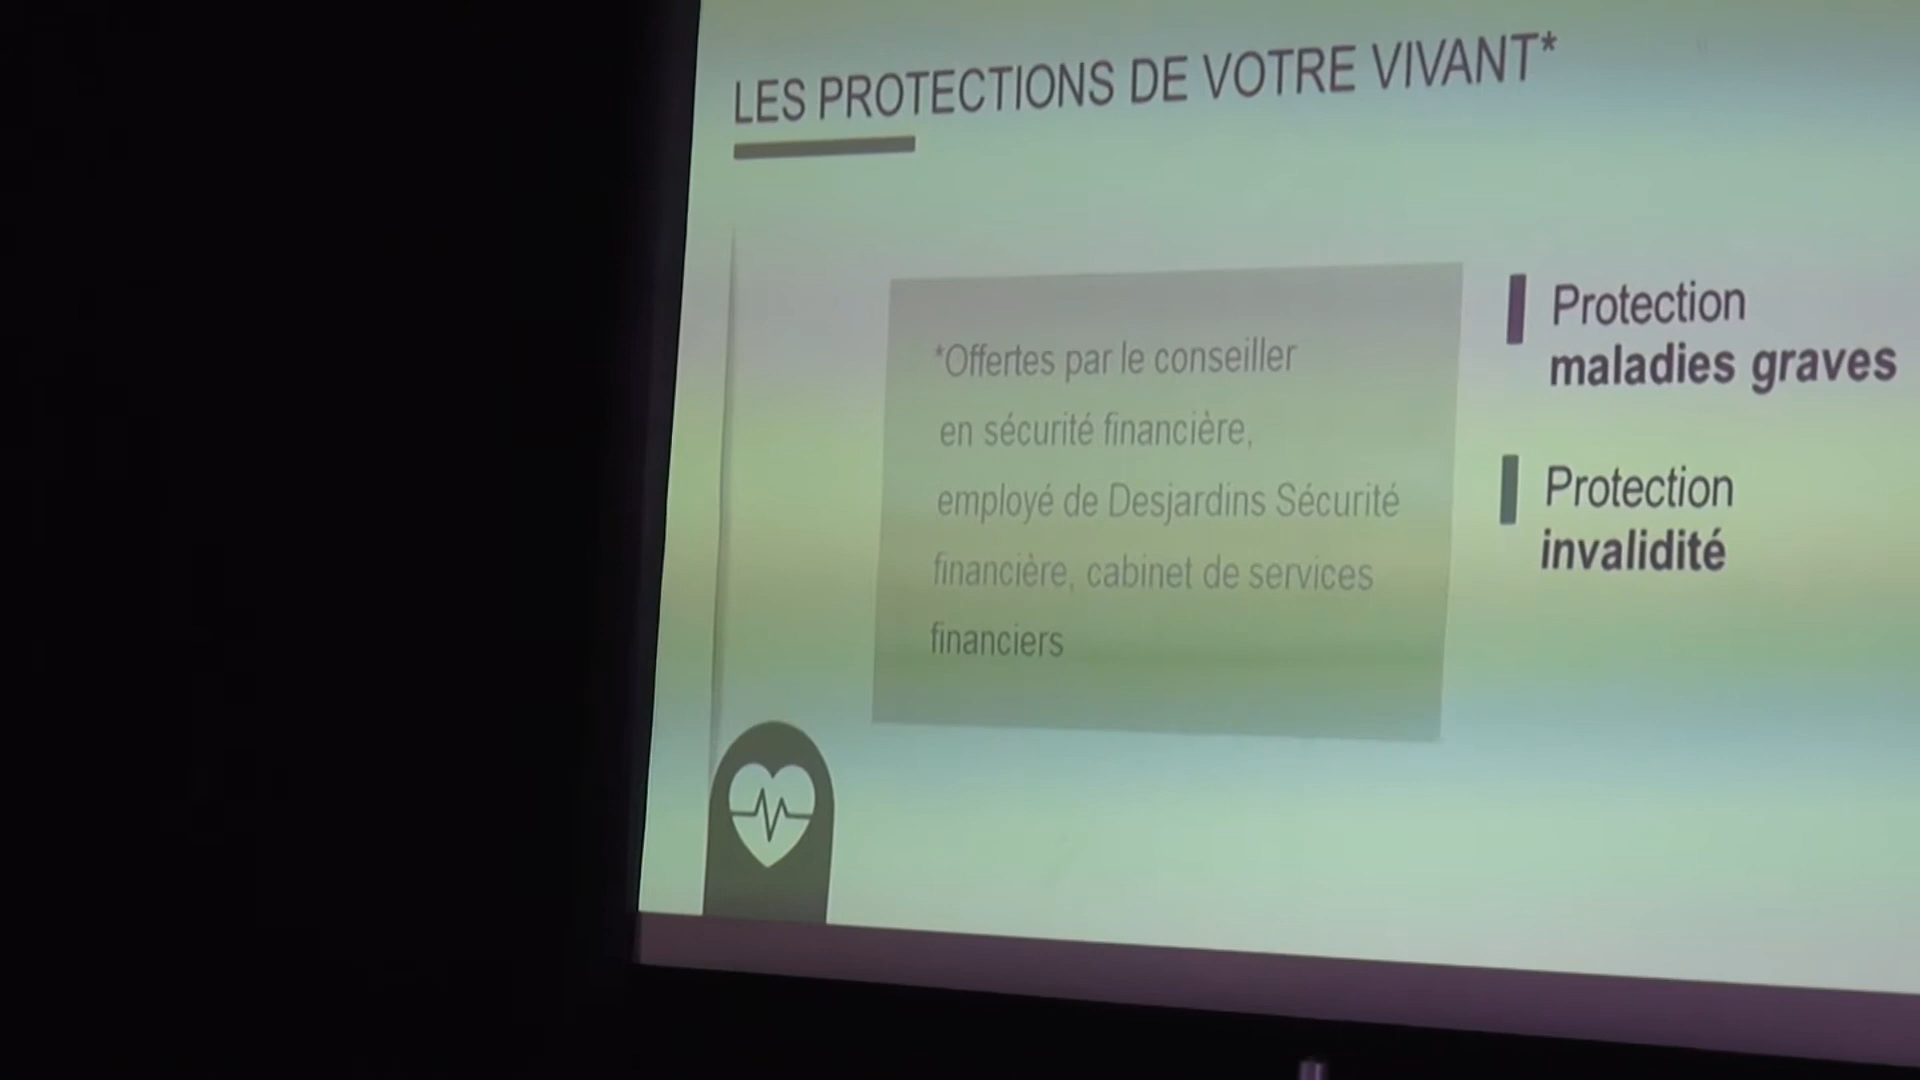 LES PROTECTIONS DE VOTRE VIVANT*
*Offertes par le conseiller
en sécurité financière,
employé de Desjardins Sécurité
financière, cabinet de services
financiers
Protection
maladies graves
Protection
invalidité